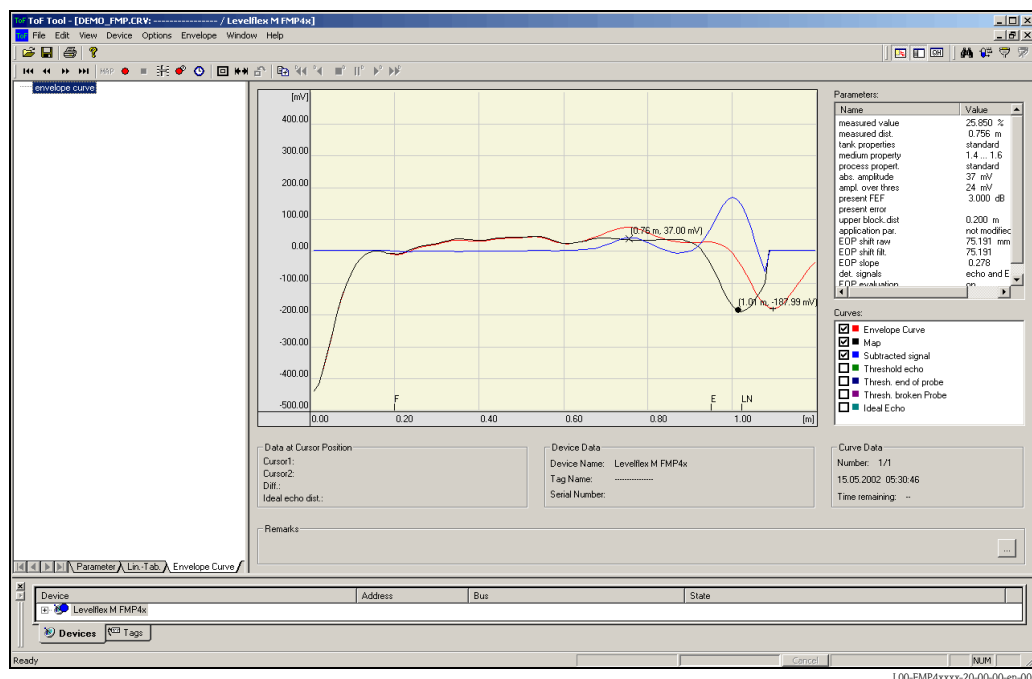 ToF Tool - [DEMO_FMP.CRV: ---------------- / Levelflex M FMP4x]
File Edit View Device Options Envelope Window Help
MAP
envelope curve
[mV]
400.00
300.00
200.00
100.00
0.00
-100.00
-200.00
-300.00
-400.00
-500.00
(0.76 m, 37.00 mV)
(1.01 m, -187.99 mV)
F E LN
0.00 0.20 0.40 0.60 0.80 1.00 [m]
Parameters:
Name Value
measured value 25.850 %
measured dist. 0.756 m
tank properties standard
medium property 1.4 ... 1.6
process propert. standard
abs. amplitude 37 mV
ampl. over thres 24 mV
present FEF 3.000 dB
present error
upper block.dist 0.200 m
application par. not modified
EOP shift raw 75.191 mm
EOP shift filt. 75.191
EOP slope 0.278
det. signals echo and E
EOP evaluation on
Curves:
Envelope Curve
Map
Subtracted signal
Threshold echo
Thresh. end of probe
Thresh. broken Probe
Ideal Echo
Data at Cursor Position
Cursor1:
Cursor2:
Diff.:
Ideal echo dist.:
Device Data
Device Name: Levelflex M FMP4x
Tag Name: ----------------
Serial Number:
Curve Data
Number: 1/1
15.05.2002 05:30:46
Time remaining: --
Remarks
...
Parameter Lin.-Tab. Envelope Curve
Device Address Bus State
Levelflex M FMP4x
Devices Tags
Ready Cancel NUM
L00-FMP4xxxx-20-00-00-en-00